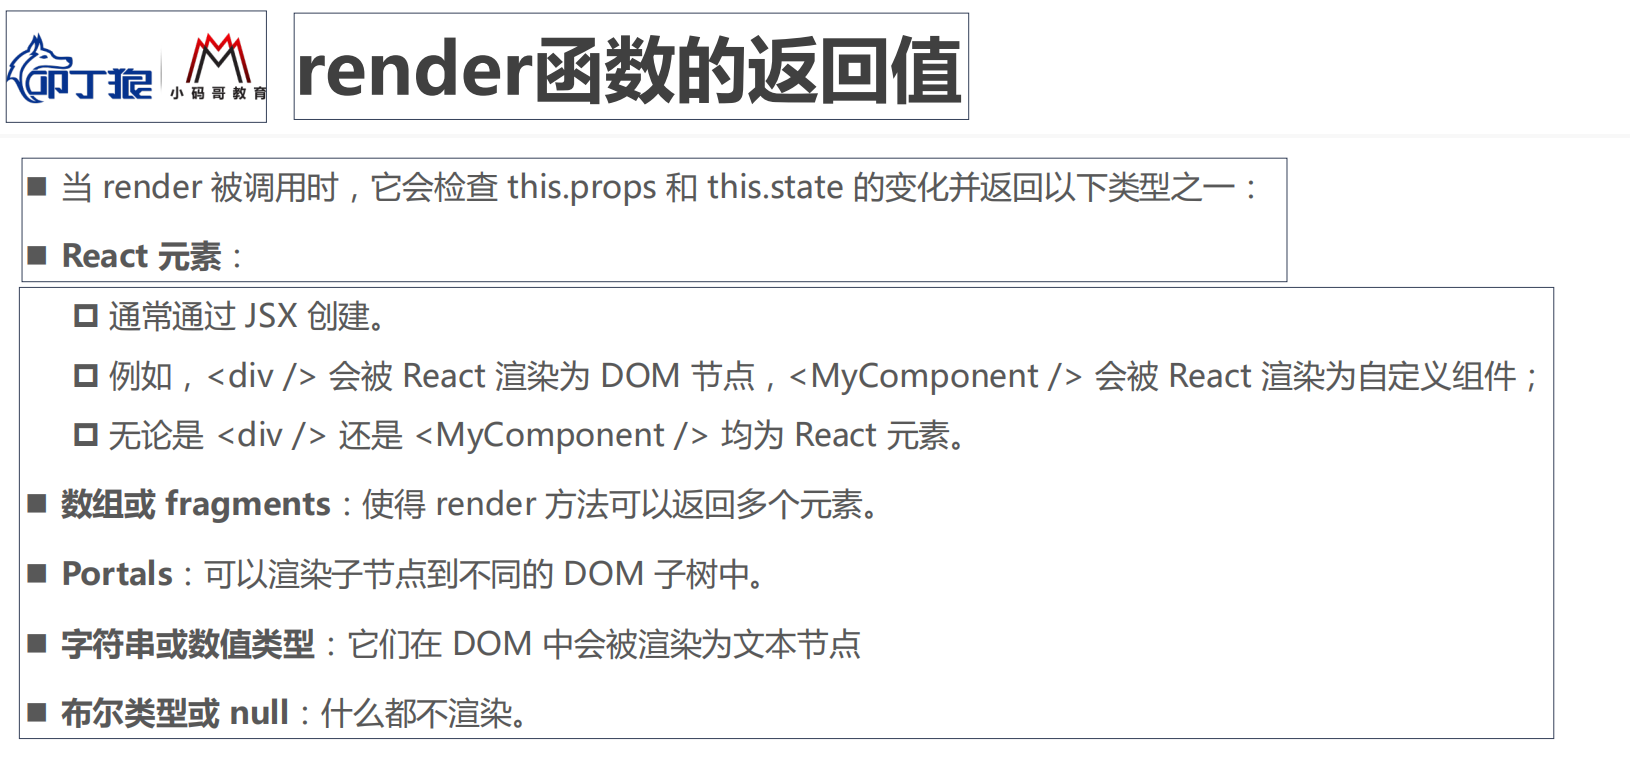 叩丁狼
小码哥教育
render函数的返回值
当 render 被调用时，它会检查 this.props 和 this.state 的变化并返回以下类型之一：
React 元素：
通常通过 JSX 创建。
例如，<div /> 会被 React 渲染为 DOM 节点，<MyComponent /> 会被 React 渲染为自定义组件；
无论是 <div /> 还是 <MyComponent /> 均为 React 元素。
数组或 fragments：使得 render 方法可以返回多个元素。
Portals：可以渲染子节点到不同的 DOM 子树中。
字符串或数值类型：它们在 DOM 中会被渲染为文本节点
布尔类型或 null：什么都不渲染。